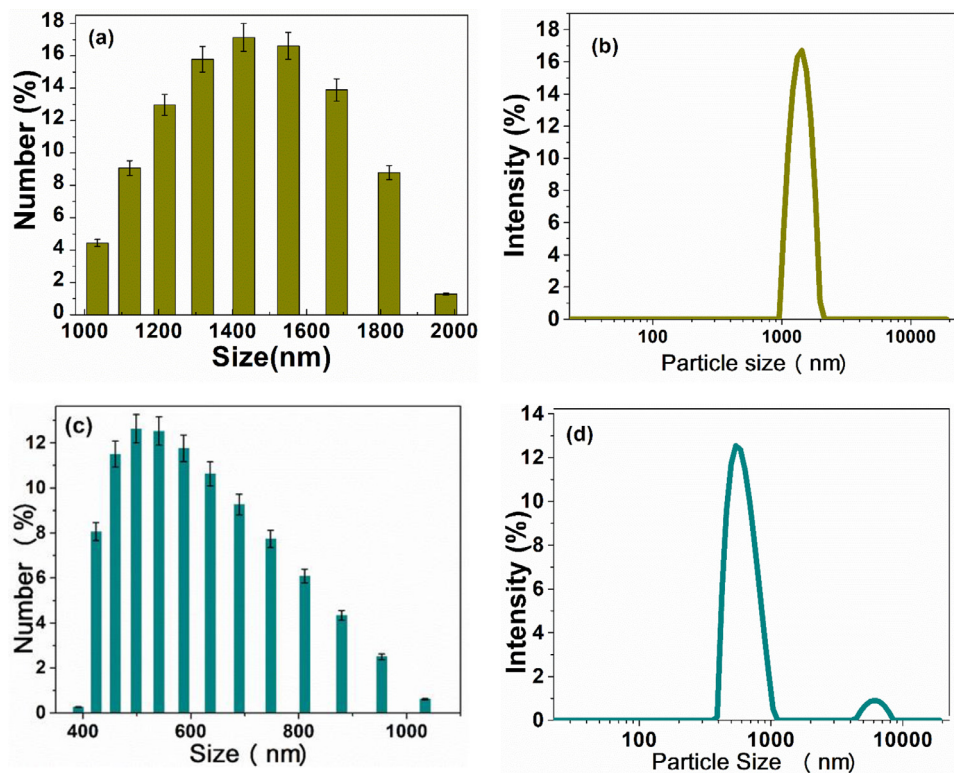 (a)
Number (%)
18
16
14
12
10
8
6
4
2
0
1000 1200 1400 1600 1800 2000
Size(nm)
(b)
Intensity (%)
18
16
14
12
10
8
6
4
2
0
100 1000 10000
Particle size ( nm)
(c)
Number ( %)
12
10
8
6
4
2
0
400 600 800 1000
Size ( nm)
(d)
Intensity (%)
14
12
10
8
6
4
2
0
100 1000 10000
Particle Size ( nm)